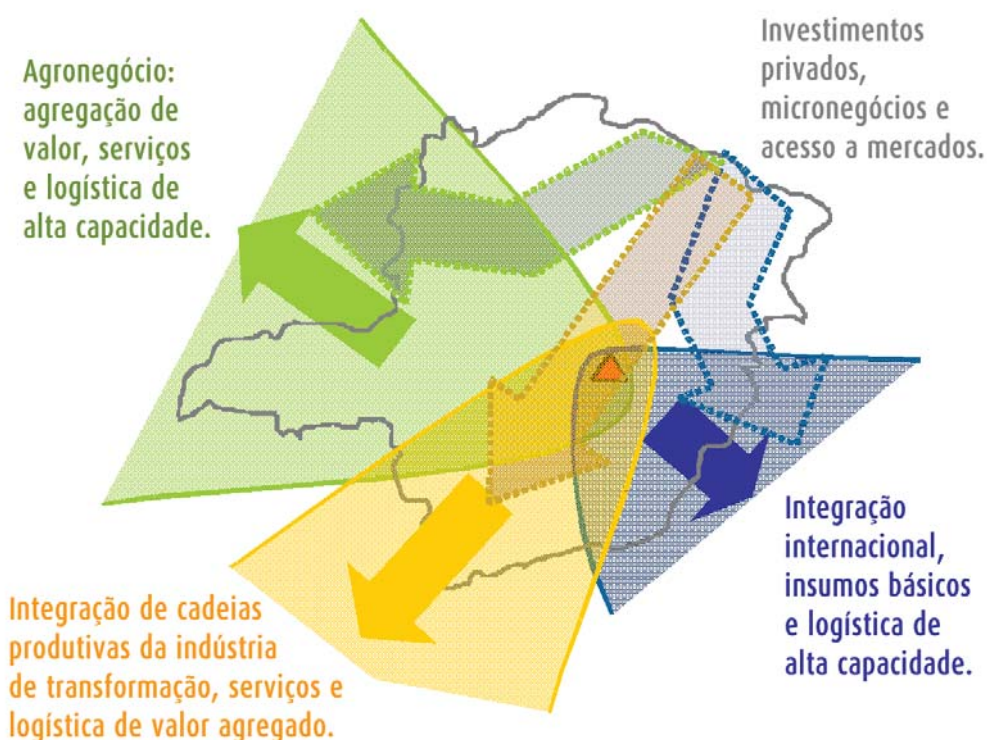 Agronegócio:
agregação de
valor, serviços
e logística de
alta capacidade.
Investimentos
privados,
micronegócios e
acesso a mercados.
Integração
internacional,
insumos básicos
e logística de
alta capacidade.
Integração de cadeias
produtivas da indústria
de transformação, serviços e
logística de valor agregado.